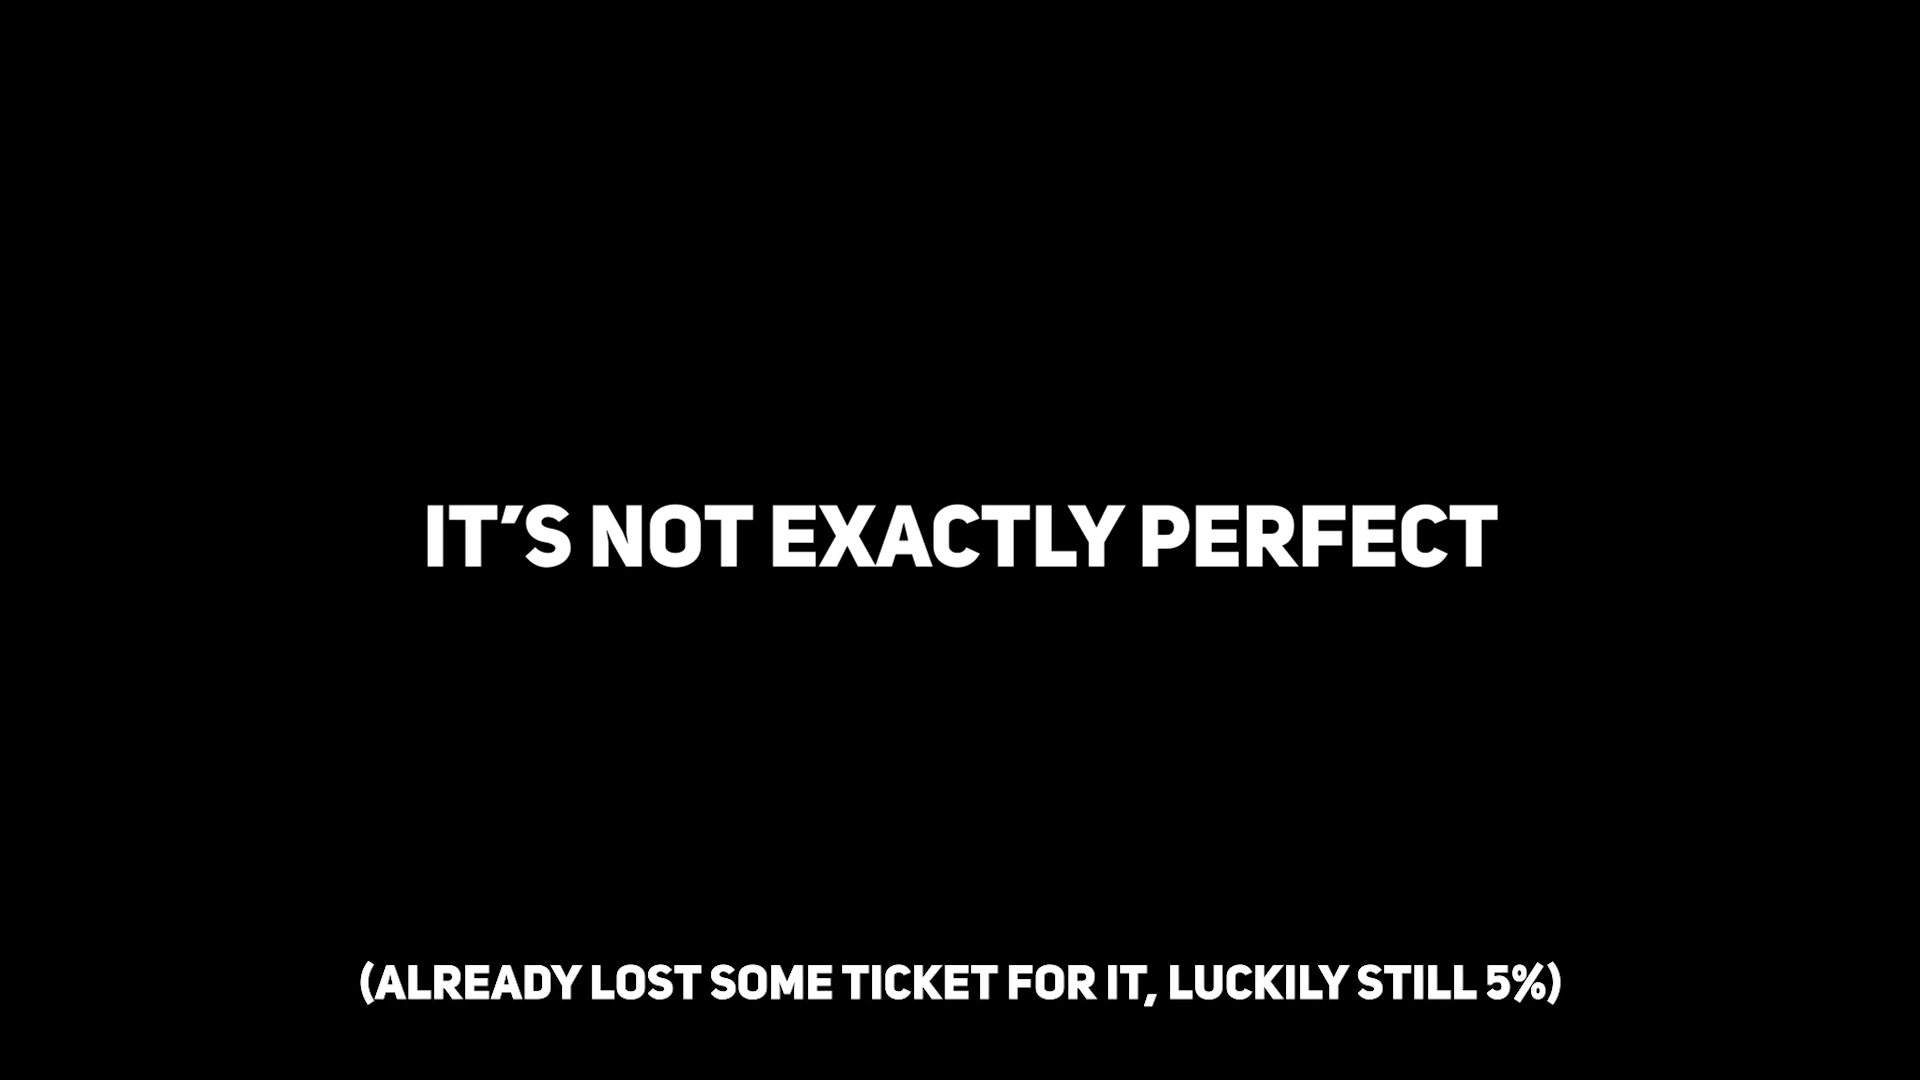 IT’S NOT EXACTLY PERFECT
(ALREADY LOST SOME TICKET FOR IT, LUCKILY STILL 5%)